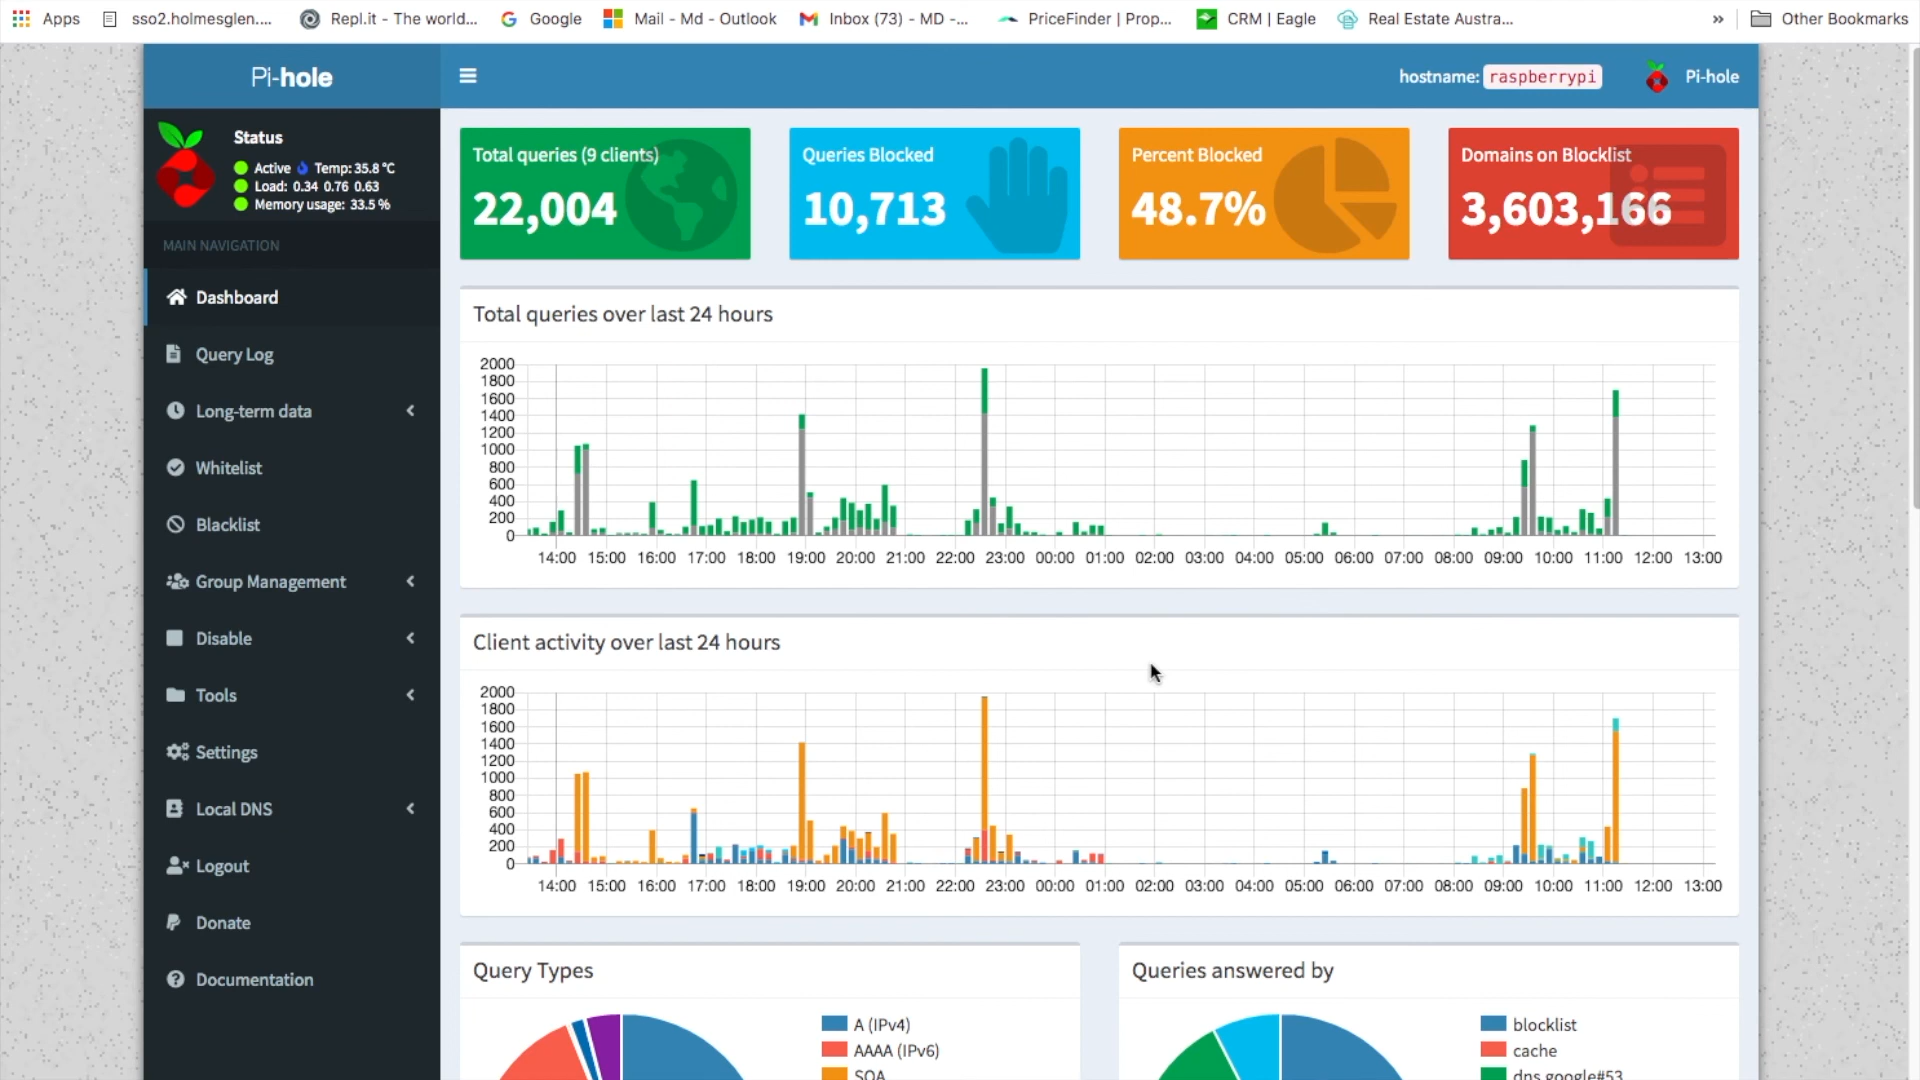 Apps sso2.holmesglen.... Repl.it - The world... Google Mail - Md - Outlook Inbox (73) - MD -... PriceFinder | Prop... CRM | Eagle Real Estate Austra... » Other Bookmarks
Pi-hole
hostname: raspberrypi Pi-hole
Status
Active Temp: 35.8 °C
Load: 0.34 0.76 0.63
Memory usage: 33.5 %
MAIN NAVIGATION
Dashboard
Query Log
Long-term data
Whitelist
Blacklist
Group Management
Disable
Tools
Settings
Local DNS
Logout
Donate
Documentation
Total queries (9 clients)
22,004
Queries Blocked
10,713
Percent Blocked
48.7%
Domains on Blocklist
3,603,166
Total queries over last 24 hours
2000
1800
1600
1400
1200
1000
800
600
400
200
0
14:00 15:00 16:00 17:00 18:00 19:00 20:00 21:00 22:00 23:00 00:00 01:00 02:00 03:00 04:00 05:00 06:00 07:00 08:00 09:00 10:00 11:00 12:00 13:00
Client activity over last 24 hours
2000
1800
1600
1400
1200
1000
800
600
400
200
0
14:00 15:00 16:00 17:00 18:00 19:00 20:00 21:00 22:00 23:00 00:00 01:00 02:00 03:00 04:00 05:00 06:00 07:00 08:00 09:00 10:00 11:00 12:00 13:00
Query Types
A (IPv4)
AAAA (IPv6)
SOA
Queries answered by
blocklist
cache
dns.google#53